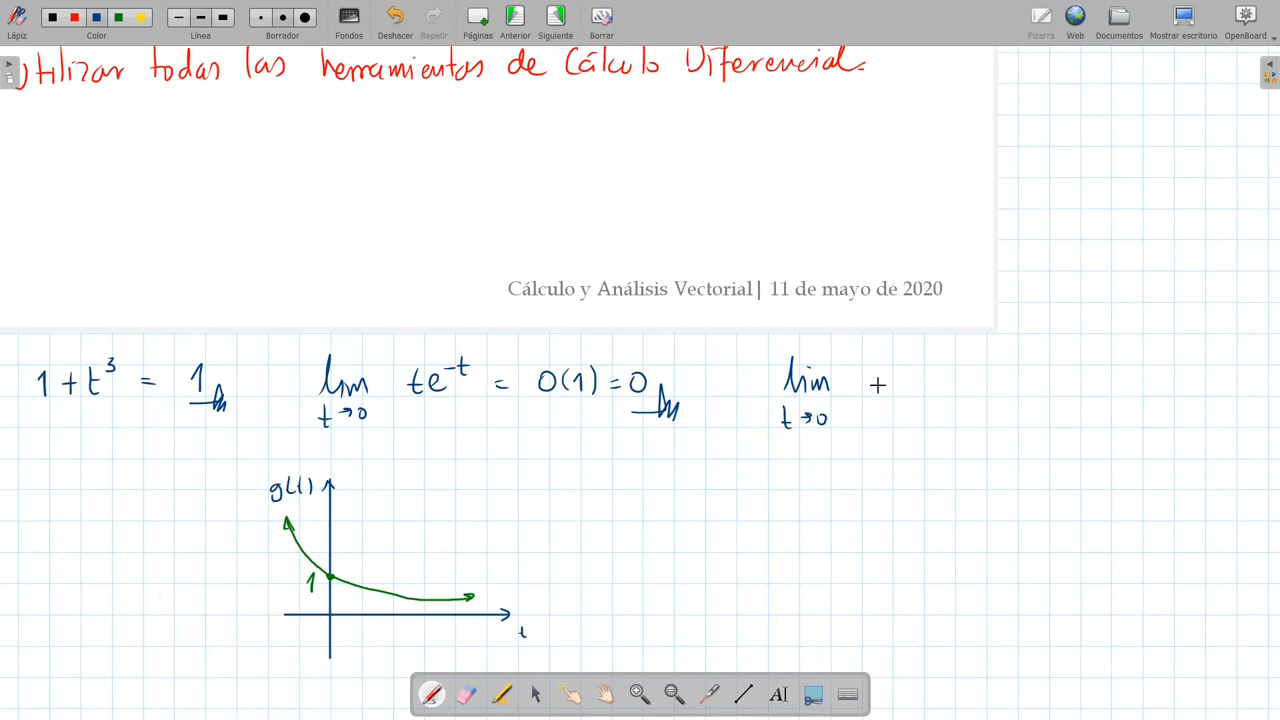 Lápiz Color Línea Borrador Fondos Deshacer Repetir Páginas Anterior Siguiente Borrar Pizarra Web Documentos Mostrar escritorio OpenBoard
Utilizar todas las herramientas de Cálculo Diferencial.
Cálculo y Análisis Vectorial| 11 de mayo de 2020
1 + t³ = 1
lim te⁻ᵗ = 0(1) = 0
t→0
lim
t→0
g(t)
1
t